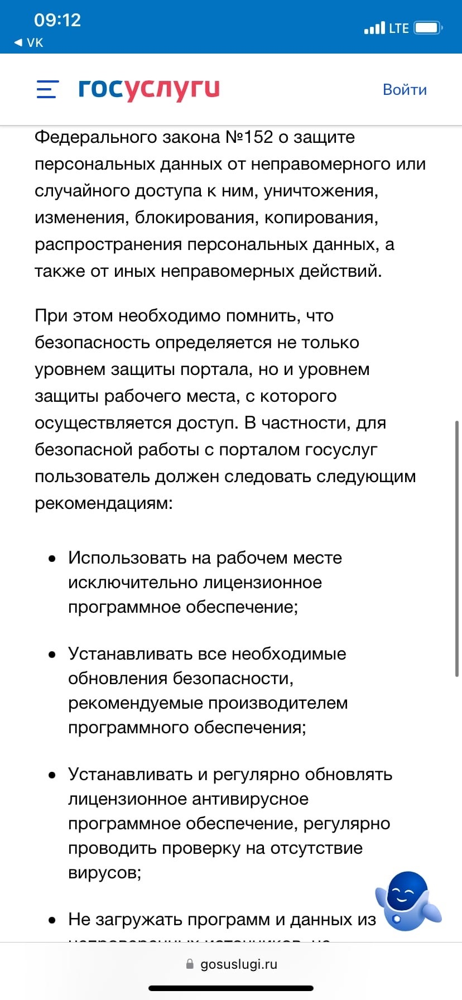 09:12
LTE
◀ VK
госуслуги
Войти
Федерального закона №152 о защите
персональных данных от неправомерного или
случайного доступа к ним, уничтожения,
изменения, блокирования, копирования,
распространения персональных данных, а
также от иных неправомерных действий.
При этом необходимо помнить, что
безопасность определяется не только
уровнем защиты портала, но и уровнем
защиты рабочего места, с которого
осуществляется доступ. В частности, для
безопасной работы с порталом госуслуг
пользователь должен следовать следующим
рекомендациям:
• Использовать на рабочем месте
исключительно лицензионное
программное обеспечение;
• Устанавливать все необходимые
обновления безопасности,
рекомендуемые производителем
программного обеспечения;
• Устанавливать и регулярно обновлять
лицензионное антивирусное
программное обеспечение, регулярно
проводить проверку на отсутствие
вирусов;
• Не загружать программ и данных из
gosuslugi.ru